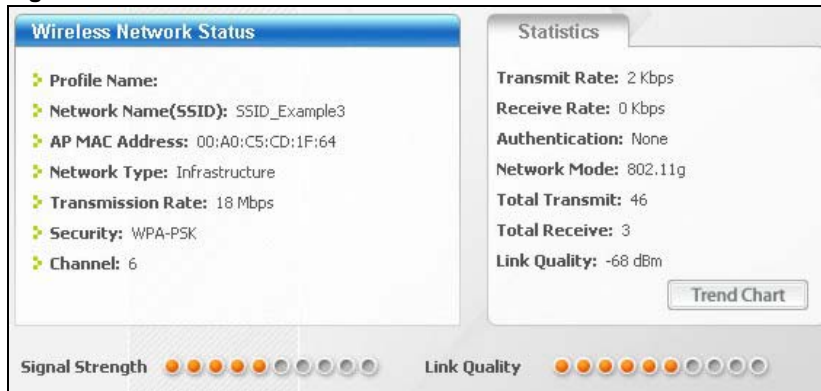 Wireless Network Status
Profile Name:
Network Name(SSID): SSID_Example3
AP MAC Address: 00:A0:C5:CD:1F:64
Network Type: Infrastructure
Transmission Rate: 18 Mbps
Security: WPA-PSK
Channel: 6
Statistics
Transmit Rate: 2 Kbps
Receive Rate: 0 Kbps
Authentication: None
Network Mode: 802.11g
Total Transmit: 46
Total Receive: 3
Link Quality: -68 dBm
Trend Chart
Signal Strength
Link Quality